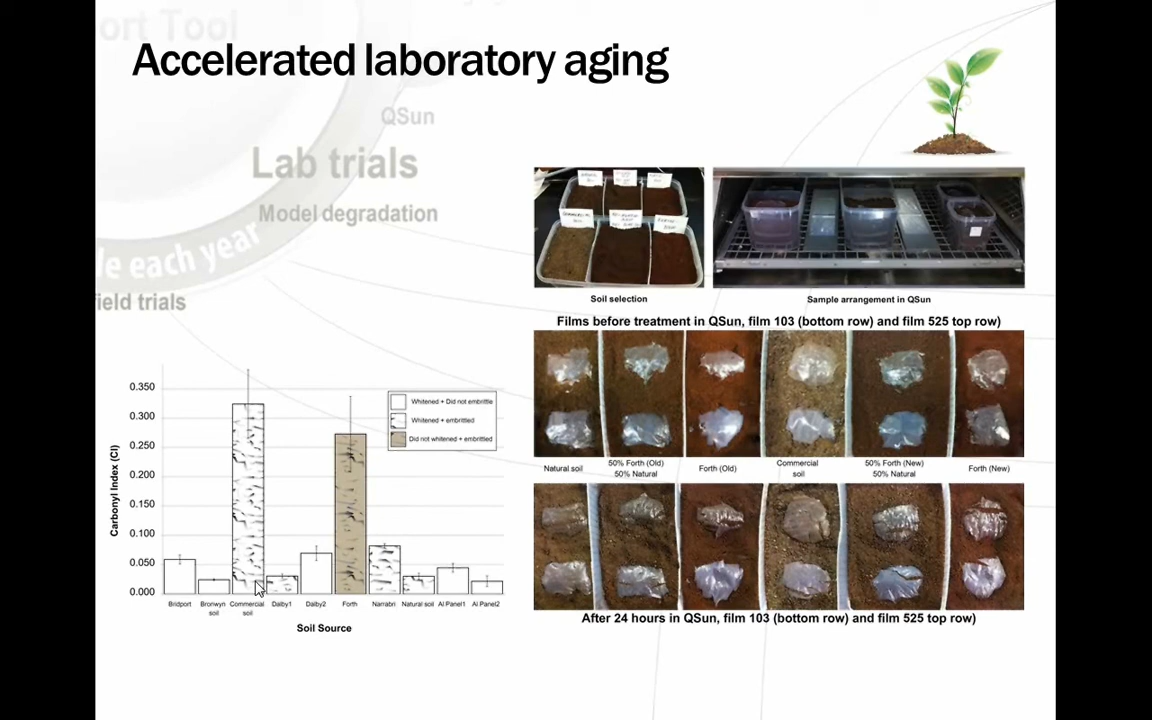 ort Tool
Accelerated laboratory aging
QSun
Lab trials
Model degradation
le each year
field trials
Soil selection
Sample arrangement in QSun
Films before treatment in QSun, film 103 (bottom row) and film 525 top row)
Natural soil
50% Forth (Old)
50% Natural
Forth (Old)
Commercial
soil
50% Forth (New)
50% Natural
Forth (New)
After 24 hours in QSun, film 103 (bottom row) and film 525 top row)
Carbonyl Index (CI)
0.350
0.300
0.250
0.200
0.150
0.100
0.050
0.000
Whitened + Did not embrittle
Whitened + embrittled
Did not whitened + embrittled
Bridport
Bronwyn
soil
Commercial
soil
Dalby1
Dalby2
Forth
Narrabri
Natural soil
Al Panel1
Al Panel2
Soil Source